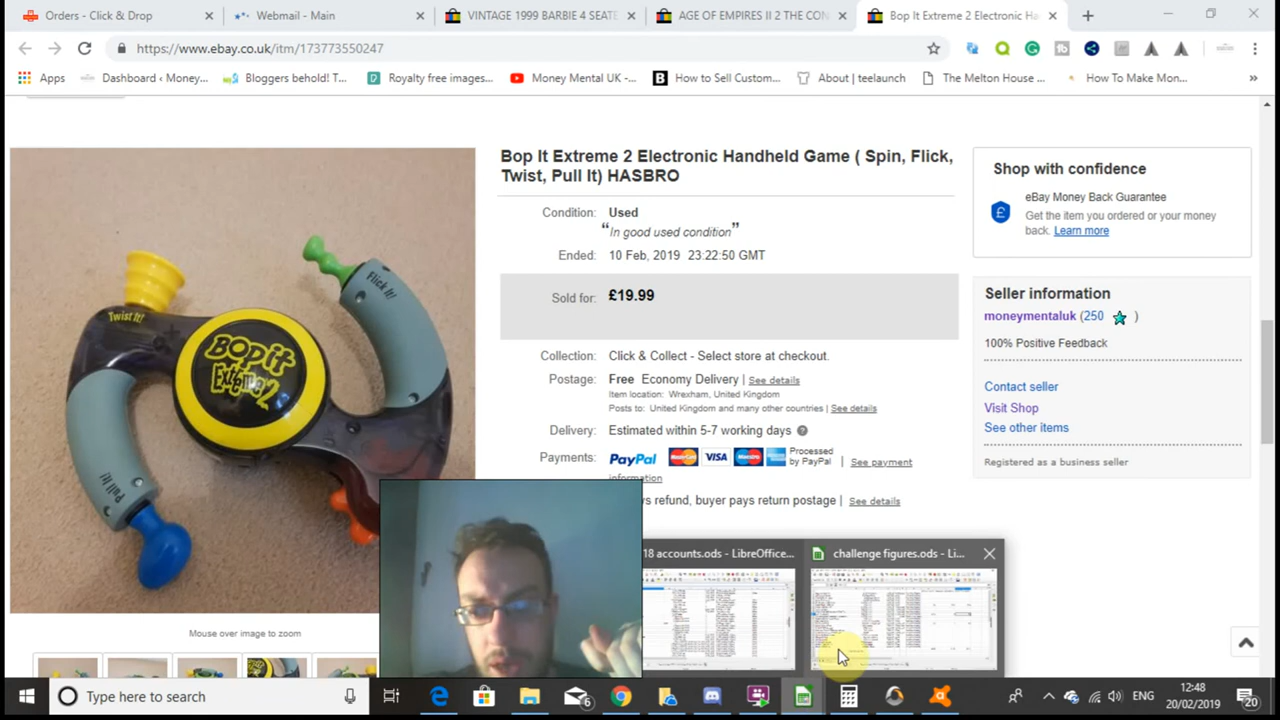 Orders - Click & Drop
Webmail - Main
VINTAGE 1999 BARBIE 4 SEATE
AGE OF EMPIRES II 2 THE CON
Bop It Extreme 2 Electronic Ha
https://www.ebay.co.uk/itm/173773550247
Apps
Dashboard ‹ Money...
Bloggers behold! T...
Royalty free images...
Money Mental UK -...
How to Sell Custom...
About | teelaunch
The Melton House ...
How To Make Mon...
Bop It Extreme 2 Electronic Handheld Game ( Spin, Flick,
Twist, Pull It) HASBRO
Condition: Used
“In good used condition”
Ended: 10 Feb, 2019 23:22:50 GMT
Sold for: £19.99
Collection: Click & Collect - Select store at checkout.
Postage: Free Economy Delivery | See details
Item location: Wrexham, United Kingdom
Posts to: United Kingdom and many other countries | See details
Delivery: Estimated within 5-7 working days
Payments: PayPal VISA Processed by PayPal | See payment
information
s refund, buyer pays return postage | See details
Shop with confidence
eBay Money Back Guarantee
Get the item you ordered or your money
back. Learn more
Seller information
moneymentaluk (250 )
100% Positive Feedback
Contact seller
Visit Shop
See other items
Registered as a business seller
Twist It!
Flick It!
Bop it
Extreme 2
Pull It!
Mouse over image to zoom
18 accounts.ods - LibreOffice...
challenge figures.ods - Li...
Type here to search
6
ENG
12:48
20/02/2019
20